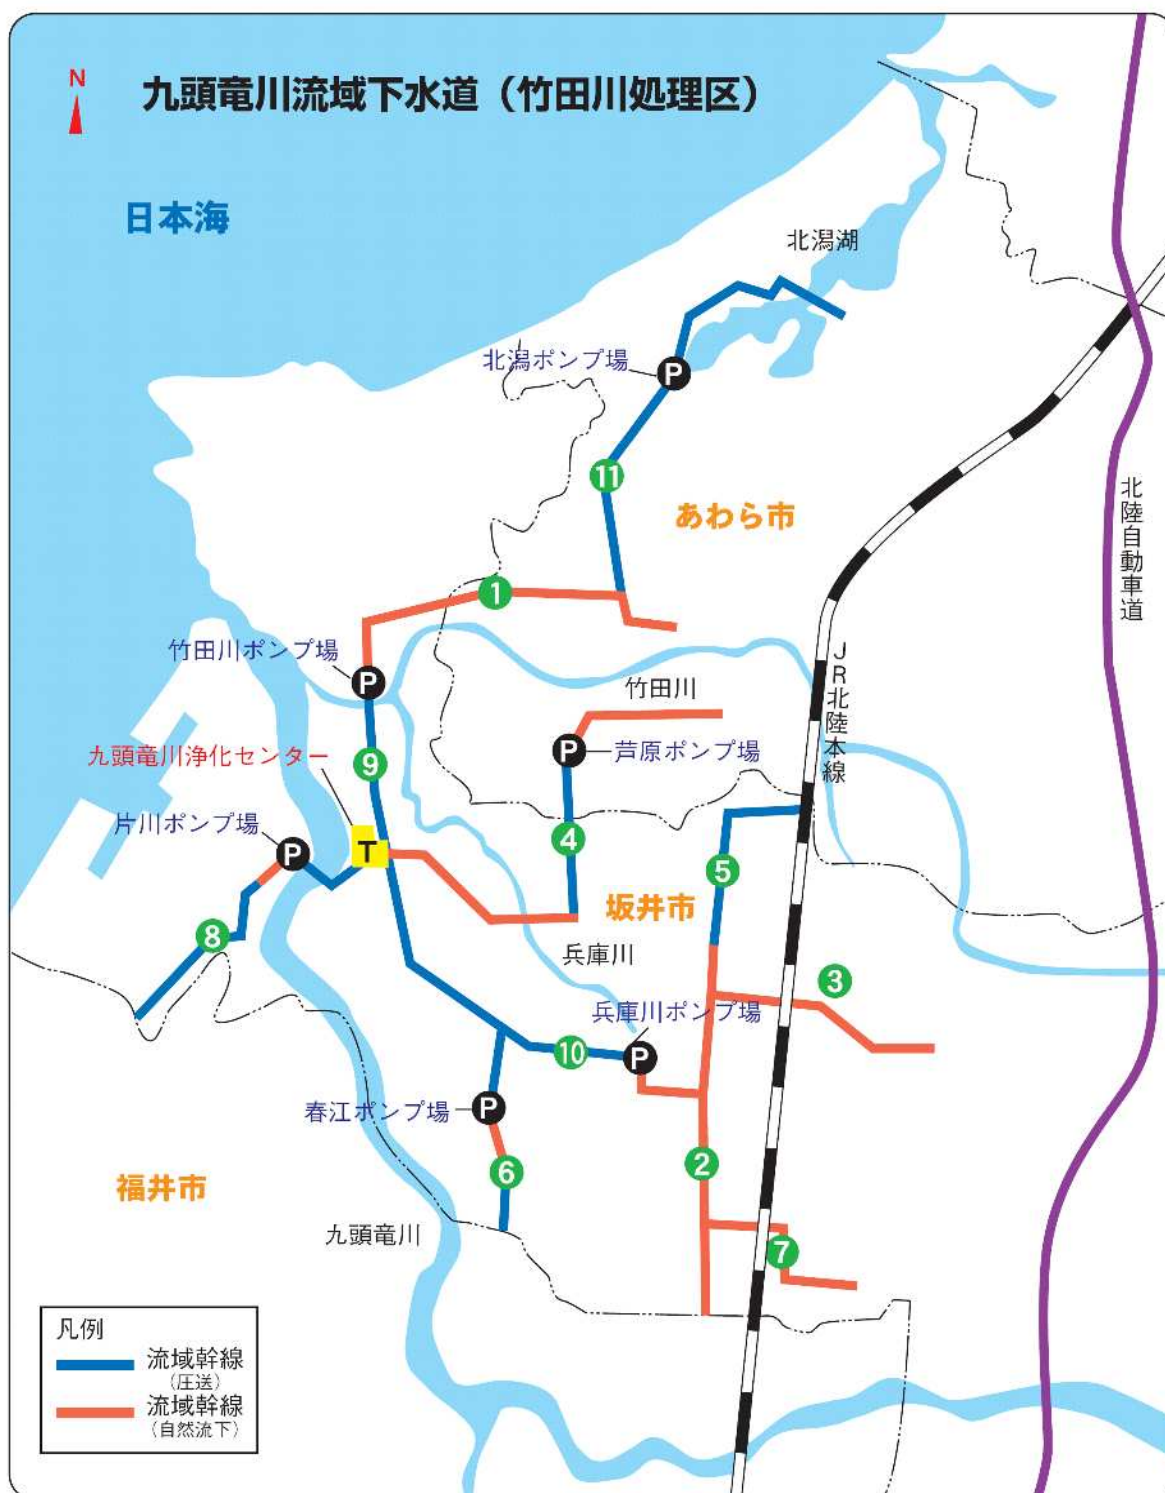 九頭竜川流域下水道（竹田川処理区）
N
日本海
北潟湖
北潟ポンプ場
P
11
あわら市
北陸自動車道
1
竹田川ポンプ場
P
JR北陸本線
竹田川
九頭竜川浄化センター
9
P
芦原ポンプ場
片川ポンプ場
P
T
4
5
坂井市
8
兵庫川
3
兵庫川ポンプ場
10
P
春江ポンプ場
P
2
6
福井市
九頭竜川
7
凡例
流域幹線
（圧送）
流域幹線
（自然流下）